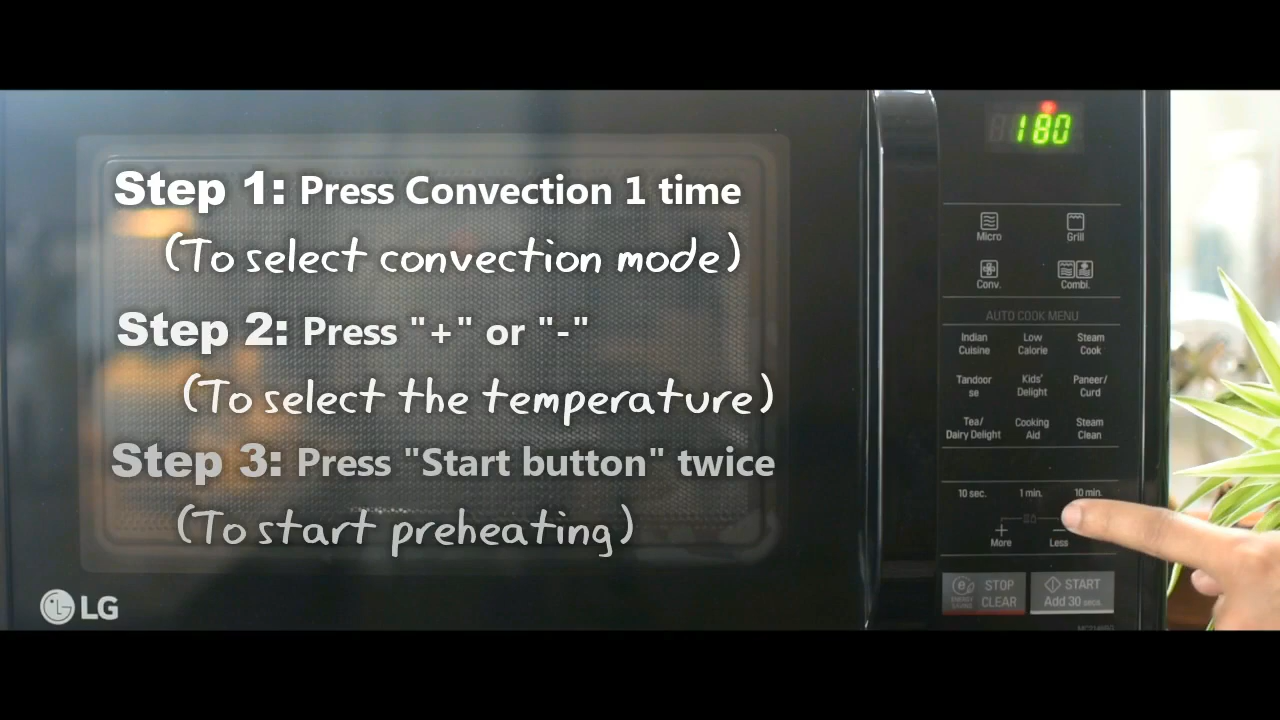 180
Step 1: Press Convection 1 time
(To select convection mode)
Step 2: Press "+" or "-"
(To select the temperature)
Step 3: Press "Start button" twice
(To start preheating)
Micro Grill
Conv. Combi.
AUTO COOK MENU
Indian Cuisine
Low Calorie
Steam Cook
Tandoor se
Kids' Delight
Paneer/ Curd
Tea/ Dairy Delight
Cooking Aid
Steam Clean
10 sec. 1 min. 10 min.
+ −
More Less
STOP
CLEAR
START
Add 30 secs.
LG